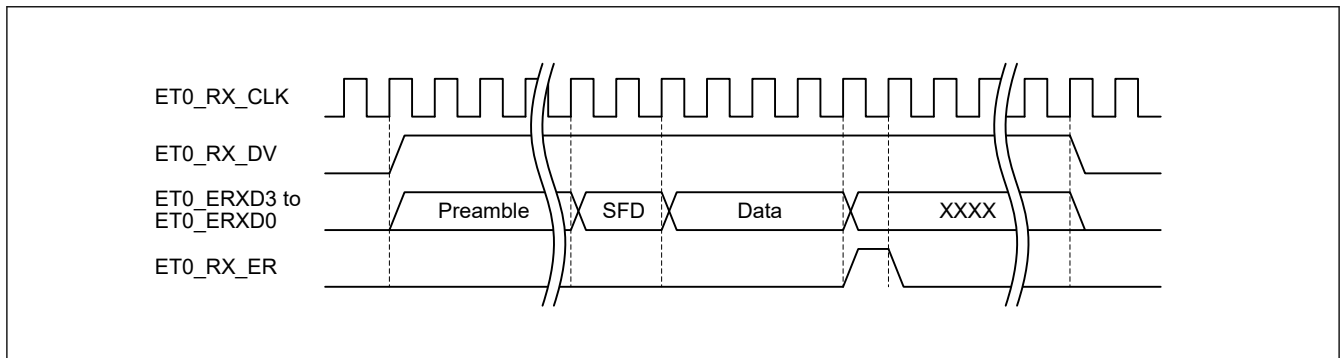 ET0_RX_CLK
ET0_RX_DV
ET0_ERXD3 to
ET0_ERXD0
Preamble
SFD
Data
XXXX
ET0_RX_ER